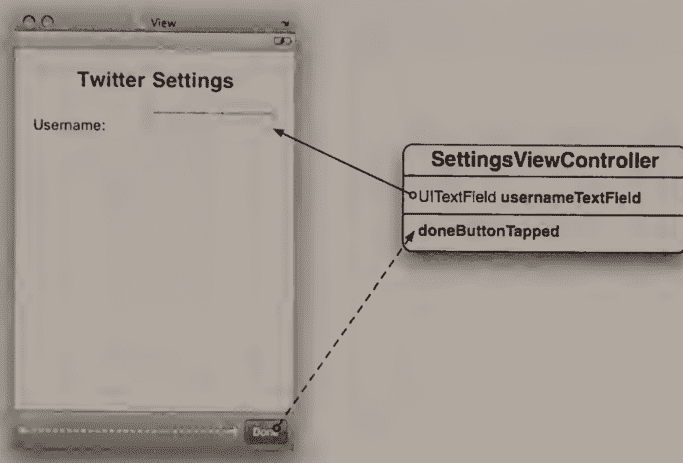 View
Twitter Settings
Username:
SettingsViewController
UITextField usernameTextField
doneButtonTapped
Done